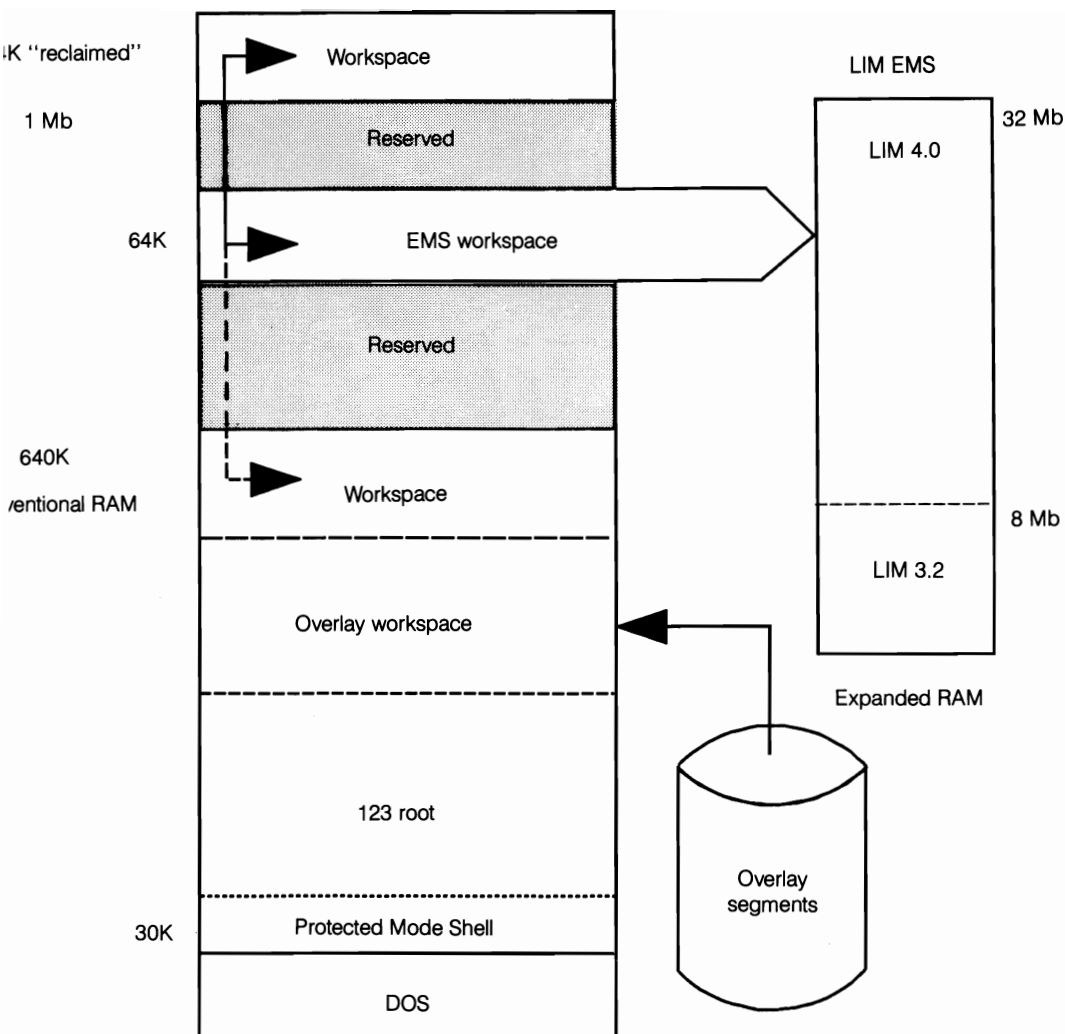 K “reclaimed”
Workspace
LIM EMS
1 Mb
Reserved
32 Mb
LIM 4.0
64K
EMS workspace
Reserved
640K
Workspace
ventional RAM
8 Mb
LIM 3.2
Overlay workspace
Expanded RAM
123 root
Overlay
segments
30K
Protected Mode Shell
DOS